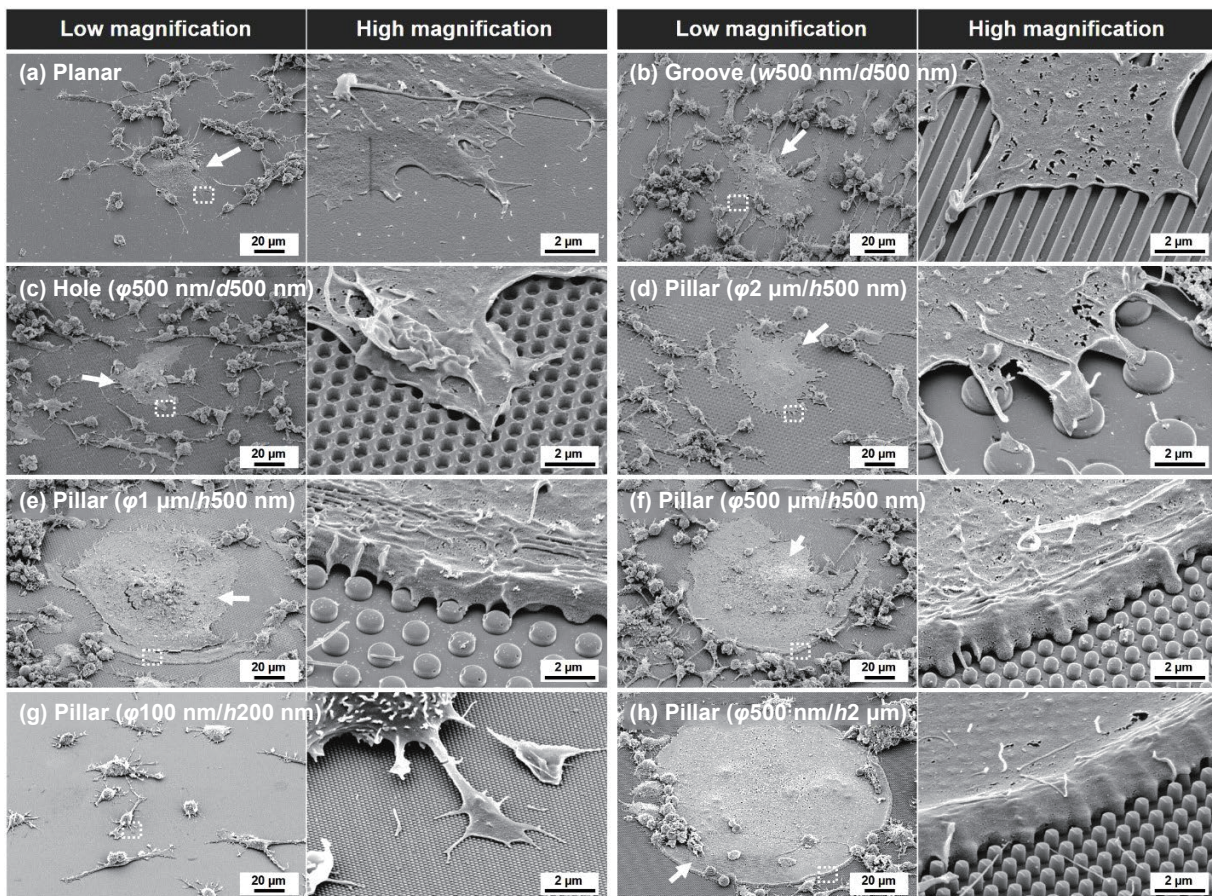 Low magnification High magnification Low magnification High magnification
(a) Planar
20 µm
2 µm
(b) Groove (w500 nm/d500 nm)
20 µm
2 µm
(c) Hole (φ500 nm/d500 nm)
20 µm
2 µm
(d) Pillar (φ2 µm/h500 nm)
20 µm
2 µm
(e) Pillar (φ1 µm/h500 nm)
20 µm
2 µm
(f) Pillar (φ500 µm/h500 nm)
20 µm
2 µm
(g) Pillar (φ100 nm/h200 nm)
20 µm
2 µm
(h) Pillar (φ500 nm/h2 µm)
20 µm
2 µm